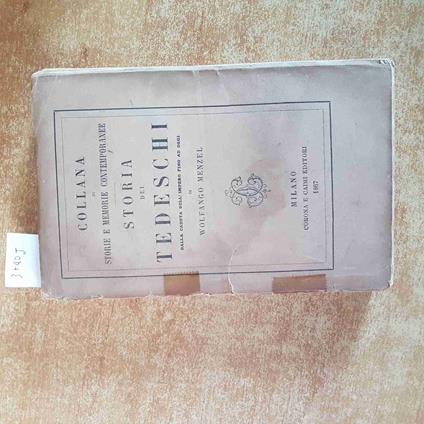 COLLANA
DI
STORIE E MEMORIE CONTEMPORANEE
STORIA
DEI
TEDESCHI
DALLA CADUTA DELL'IMPERO FINO AD OGGI
DI
WOLFANGO MENZEL
MILANO
CORONA E CAIMI EDITORI
1867